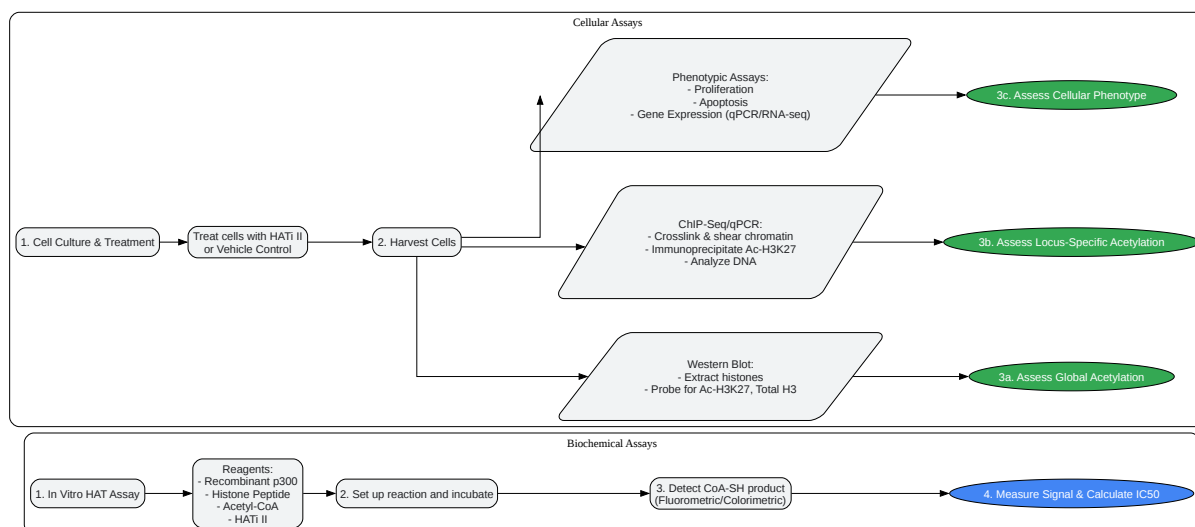 Cellular Assays
Phenotypic Assays:
- Proliferation
- Apoptosis
- Gene Expression (qPCR/RNA-seq)
3c. Assess Cellular Phenotype
1. Cell Culture & Treatment
Treat cells with HATi II
or Vehicle Control
2. Harvest Cells
ChIP-Seq/qPCR:
- Crosslink & shear chromatin
- Immunoprecipitate Ac-H3K27
- Analyze DNA
3b. Assess Locus-Specific Acetylation
Western Blot:
- Extract histones
- Probe for Ac-H3K27, Total H3
3a. Assess Global Acetylation
Biochemical Assays
1. In Vitro HAT Assay
Reagents:
- Recombinant p300
- Histone Peptide
- Acetyl-CoA
- HATi II
2. Set up reaction and incubate
3. Detect CoA-SH product
(Fluorometric/Colorimetric)
4. Measure Signal & Calculate IC50